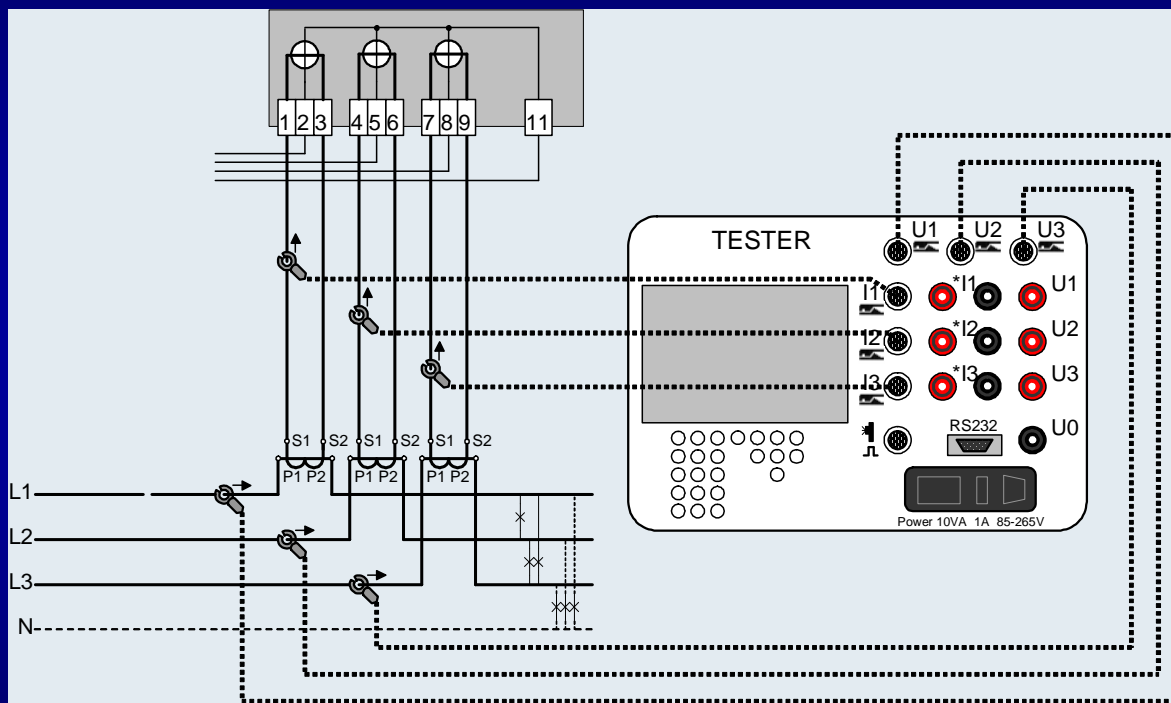 1 2 3 4 5 6 7 8 9 11
TESTER
U1 U2 U3
I1 *I1 U1
I2 *I2 U2
I3 *I3 U3
RS232 U0
Power 10VA 1A 85-265V
S1 S2 S1 S2 S1 S2
P1 P2 P1 P2 P1 P2
L1
L2
L3
N